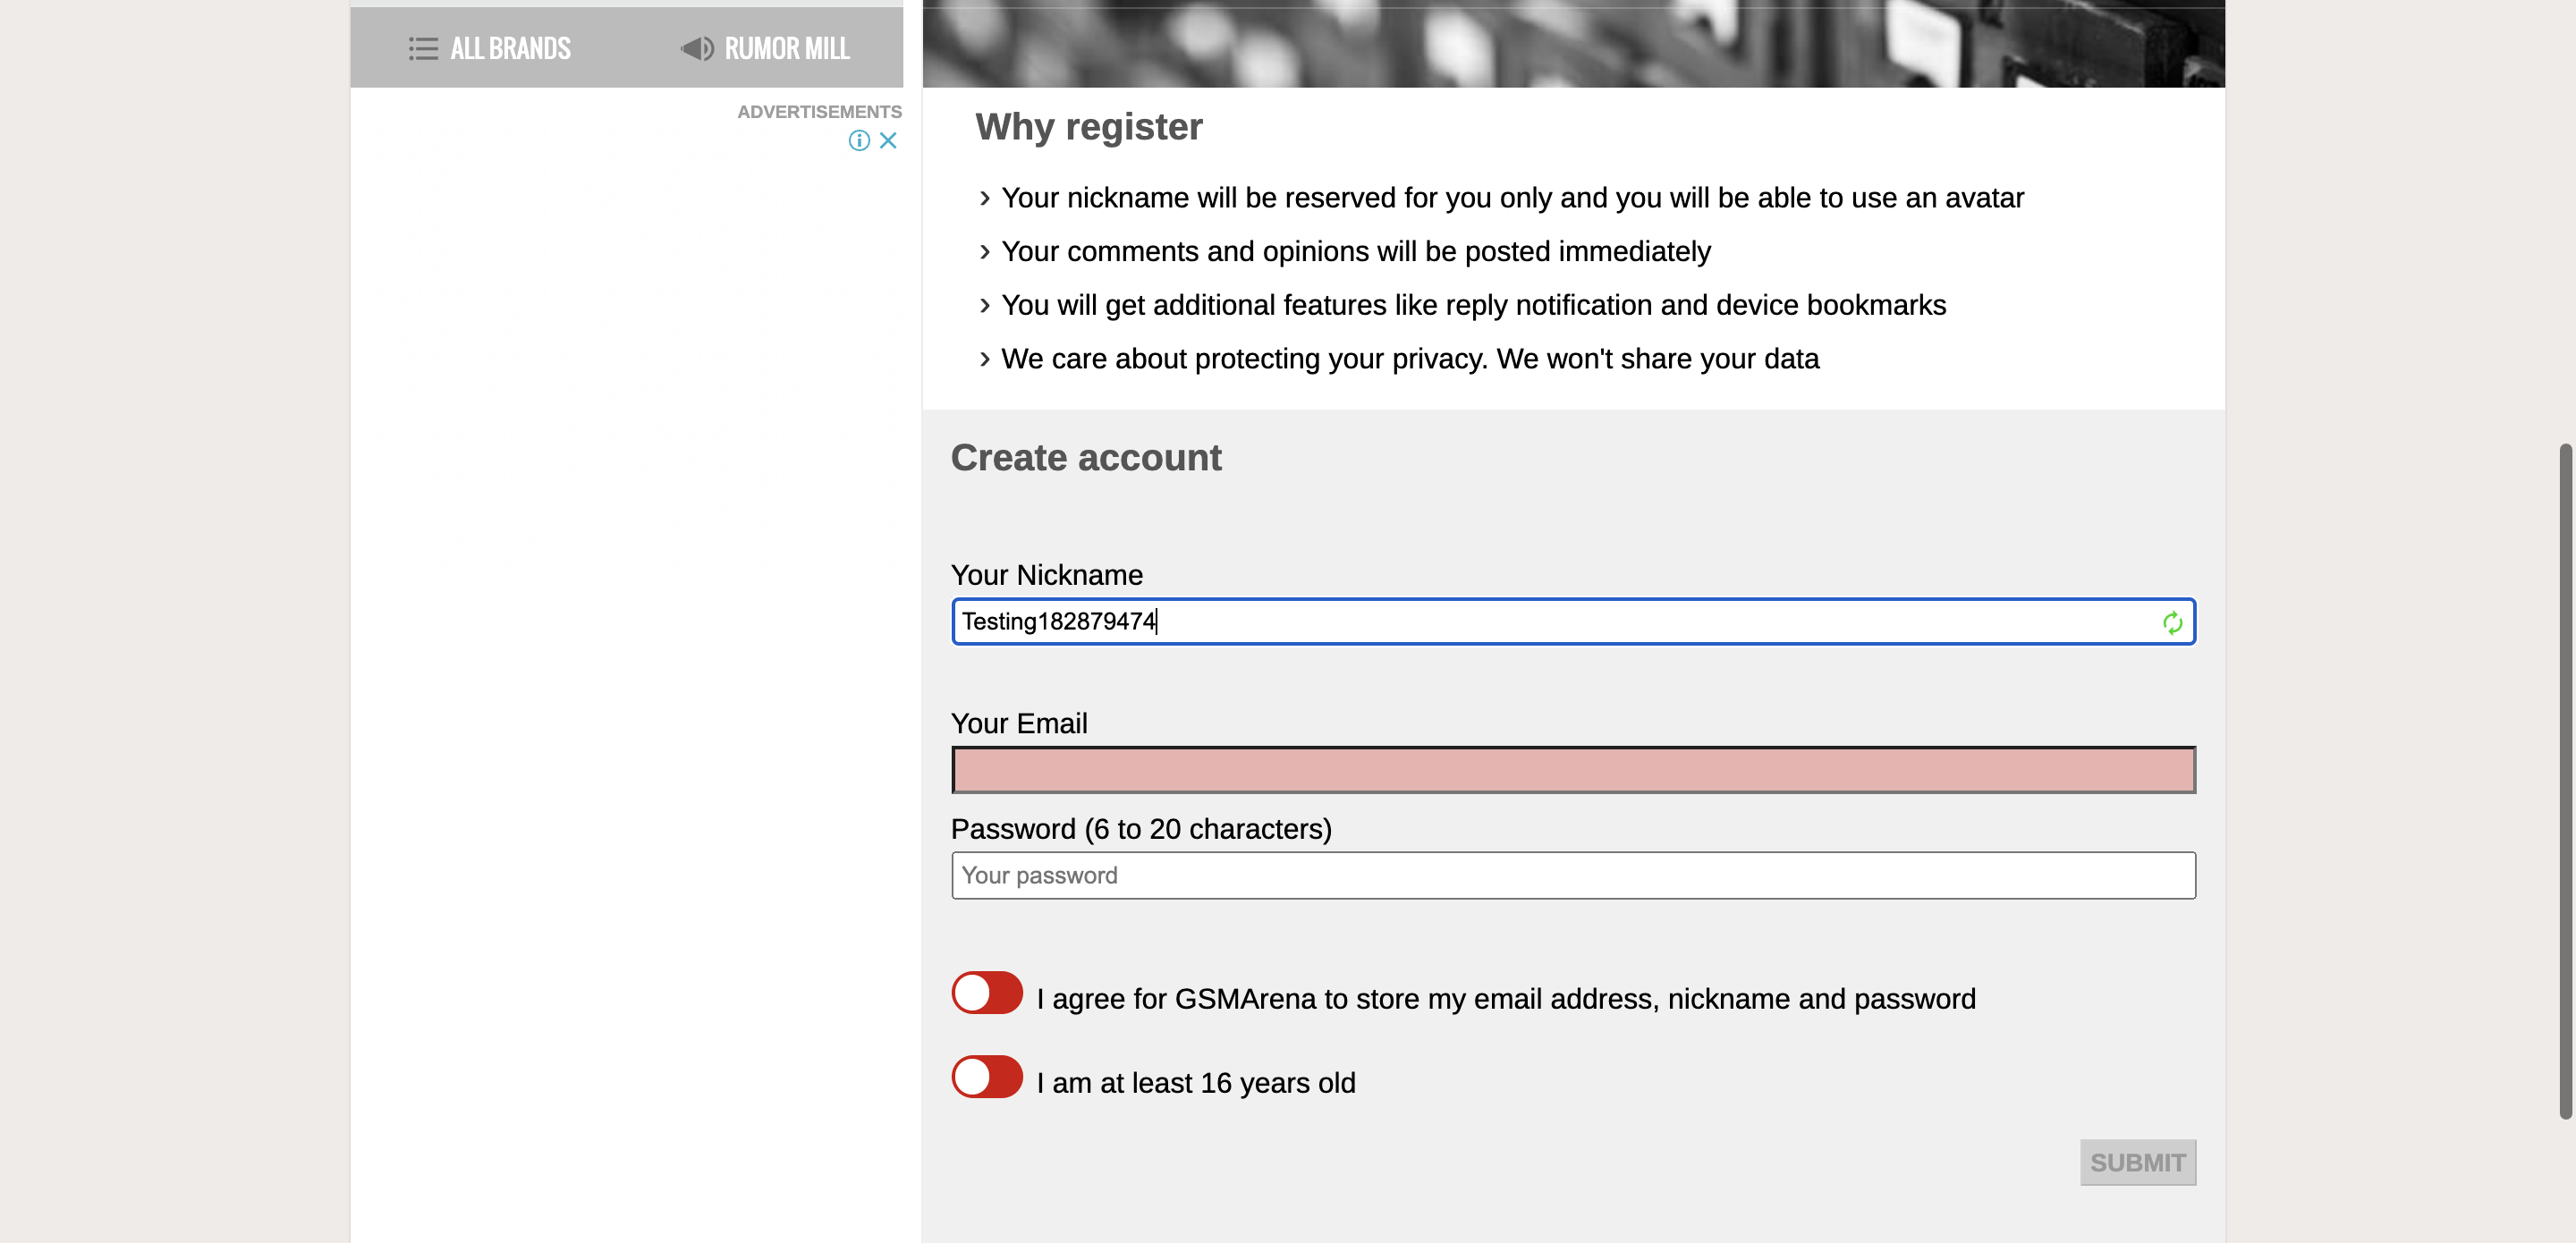 ALL BRANDS
RUMOR MILL
ADVERTISEMENTS
Why register
Your nickname will be reserved for you only and you will be able to use an avatar
Your comments and opinions will be posted immediately
You will get additional features like reply notification and device bookmarks
We care about protecting your privacy. We won't share your data
Create account
Your Nickname
Testing182879474
Your Email
Password (6 to 20 characters)
Your password
I agree for GSMArena to store my email address, nickname and password
I am at least 16 years old
SUBMIT